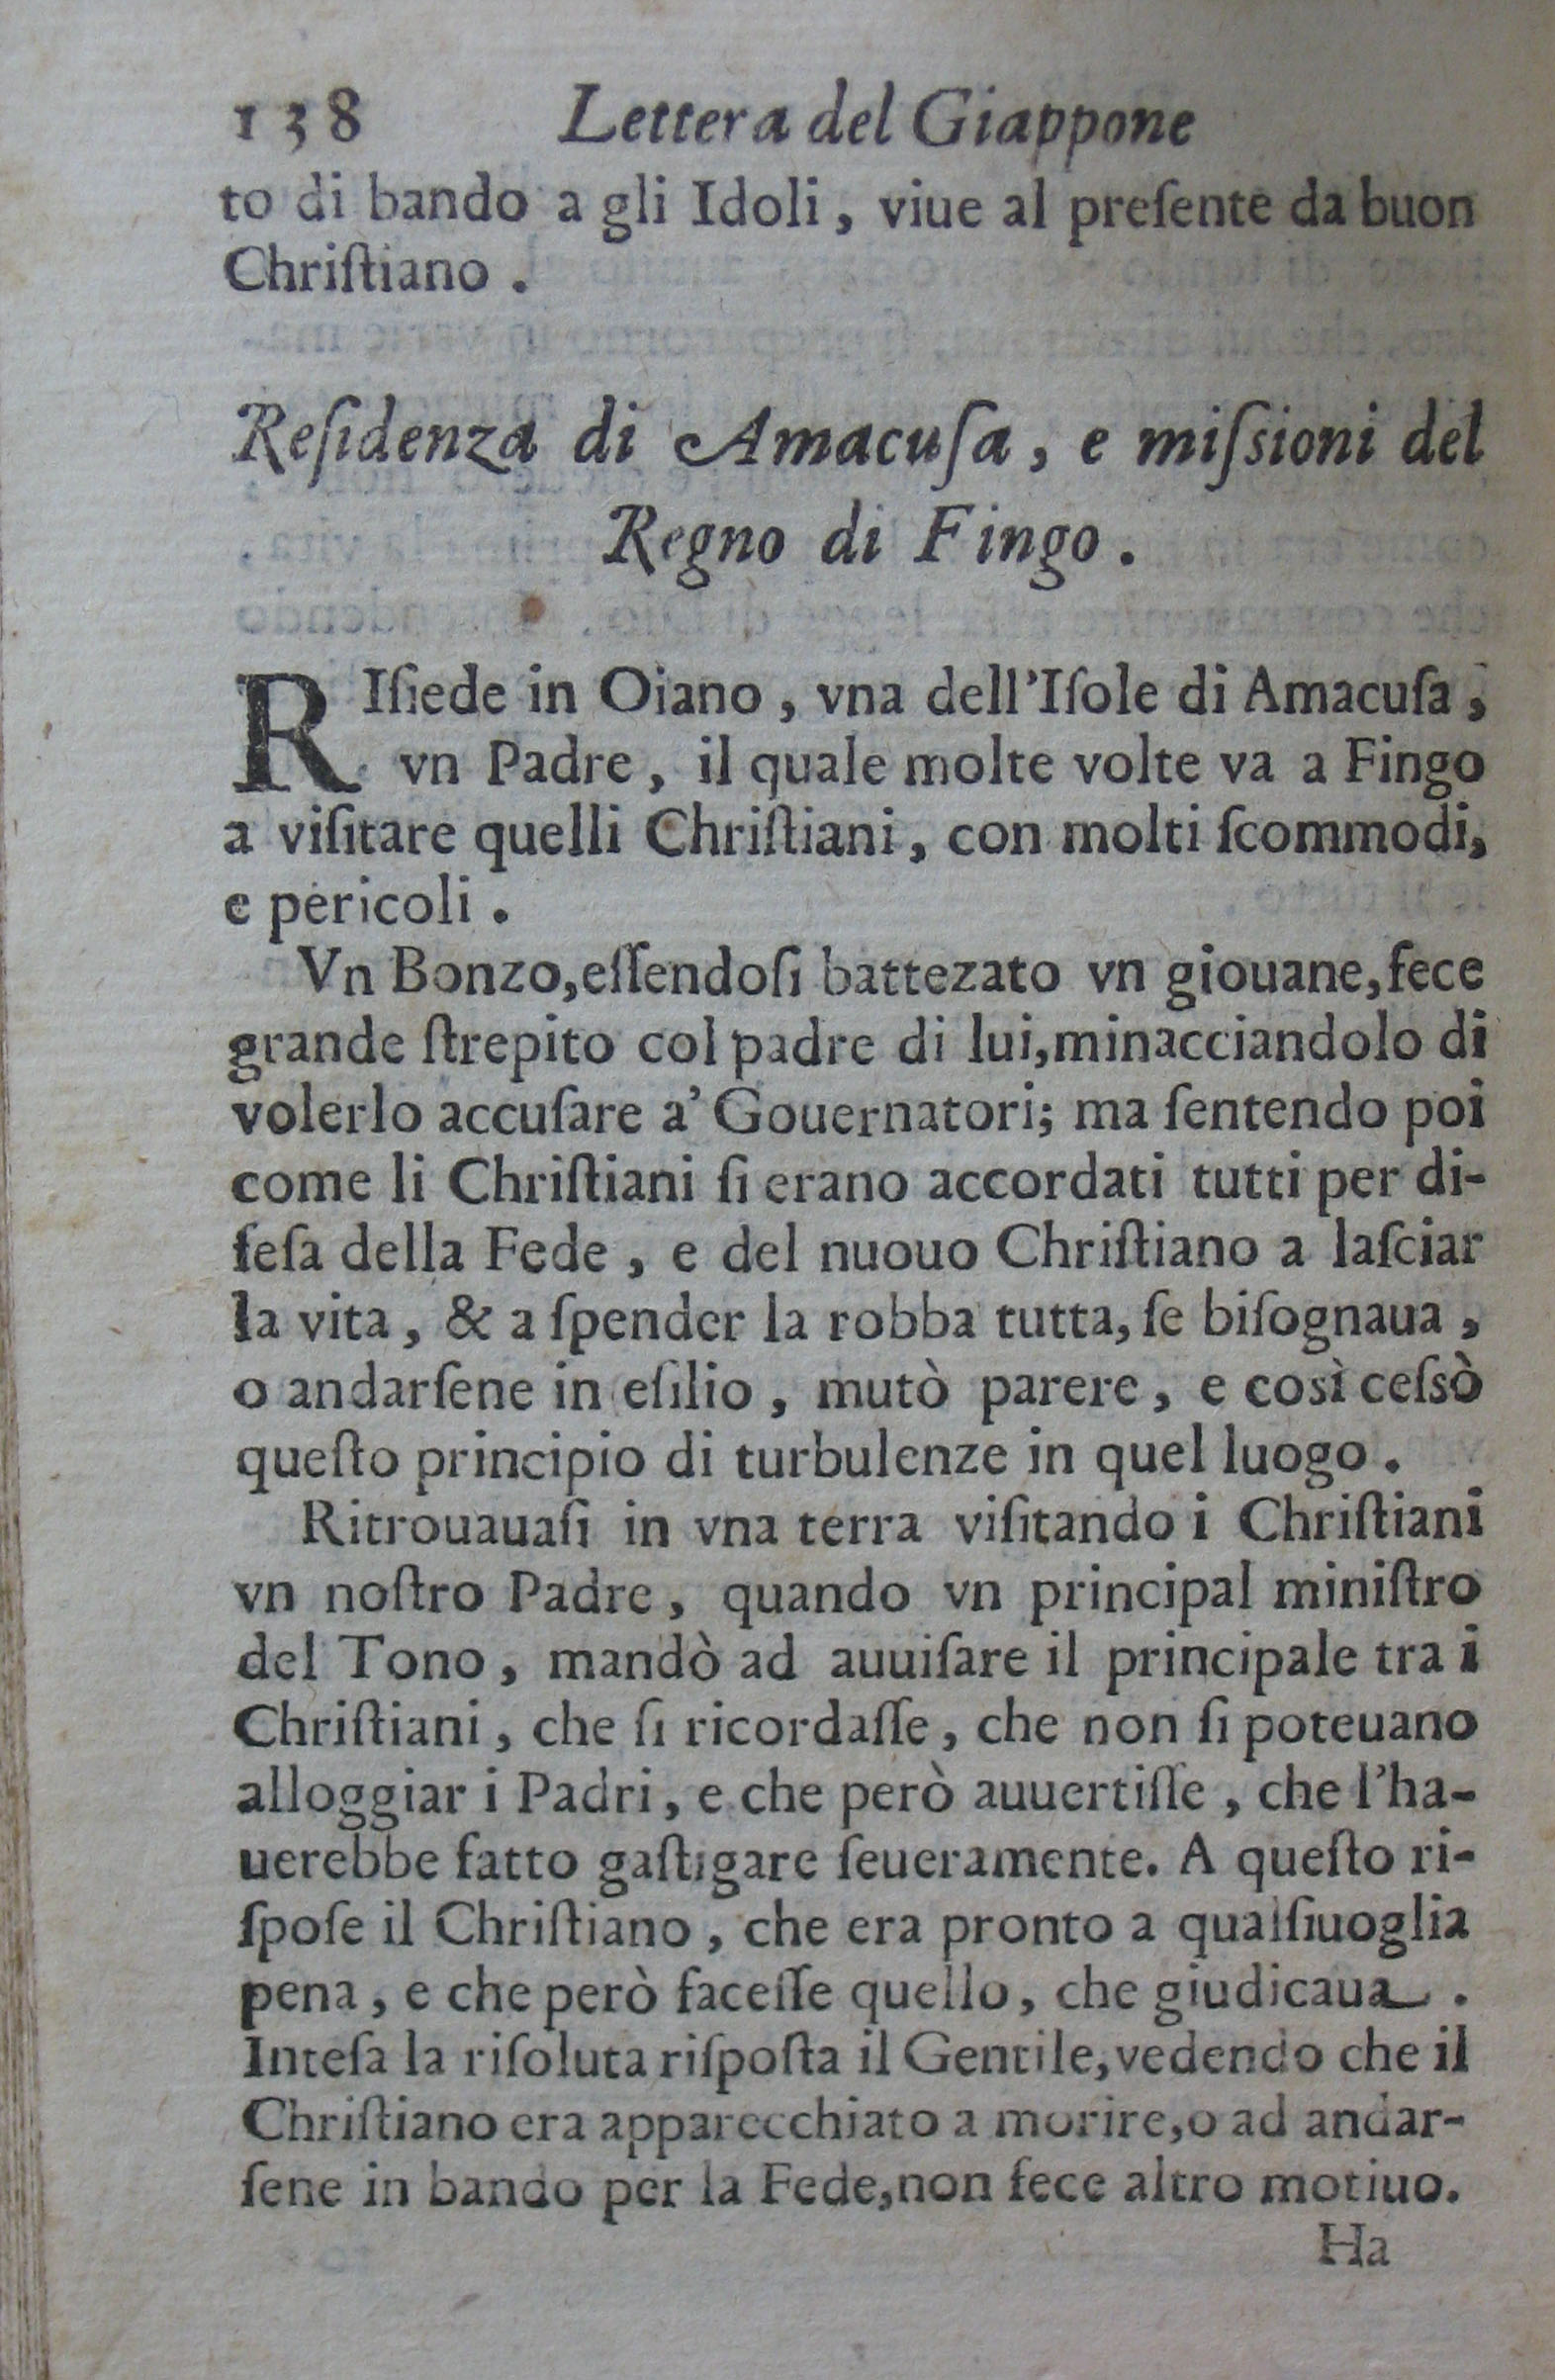 138 Lettera del Giappone
to di bando a gli Idoli, viue al preſente da buon
Chriſtiano.
Reſidenza di Amacuſa, e miſsioni del
Regno di Fingo.
RIſiede in Oiano, vna dell'Iſole di Amacuſa,
vn Padre, il quale molte volte va a Fingo
a viſitare quelli Chriſtiani, con molti ſcommodi,
e pericoli.
Vn Bonzo,eſſendoſi battezato vn giouane,fece
grande ſtrepito col padre di lui,minacciandolo di
volerlo accuſare a' Gouernatori; ma ſentendo poi
come li Chriſtiani ſi erano accordati tutti per di-
feſa della Fede, e del nuouo Chriſtiano a laſciar
la vita, & a ſpender la robba tutta, ſe biſognaua,
o andarſene in eſilio, mutò parere, e così ceſsò
queſto principio di turbulenze in quel luogo.
Ritrouauaſi in vna terra viſitando i Chriſtiani
vn noſtro Padre, quando vn principal miniſtro
del Tono, mandò ad auuiſare il principale tra i
Chriſtiani, che ſi ricordaſſe, che non ſi poteuano
alloggiar i Padri, e che però auuertiſſe, che l'ha-
uerebbe fatto gaſtigare ſeueramente. A queſto ri-
ſpoſe il Chriſtiano, che era pronto a qualſiuoglia
pena, e che però faceſſe quello, che giudicaua.
Inteſa la riſoluta riſpoſta il Gentile,vedendo che il
Chriſtiano era apparecchiato a morire,o ad andar-
ſene in bando per la Fede,non fece altro motiuo.
Ha